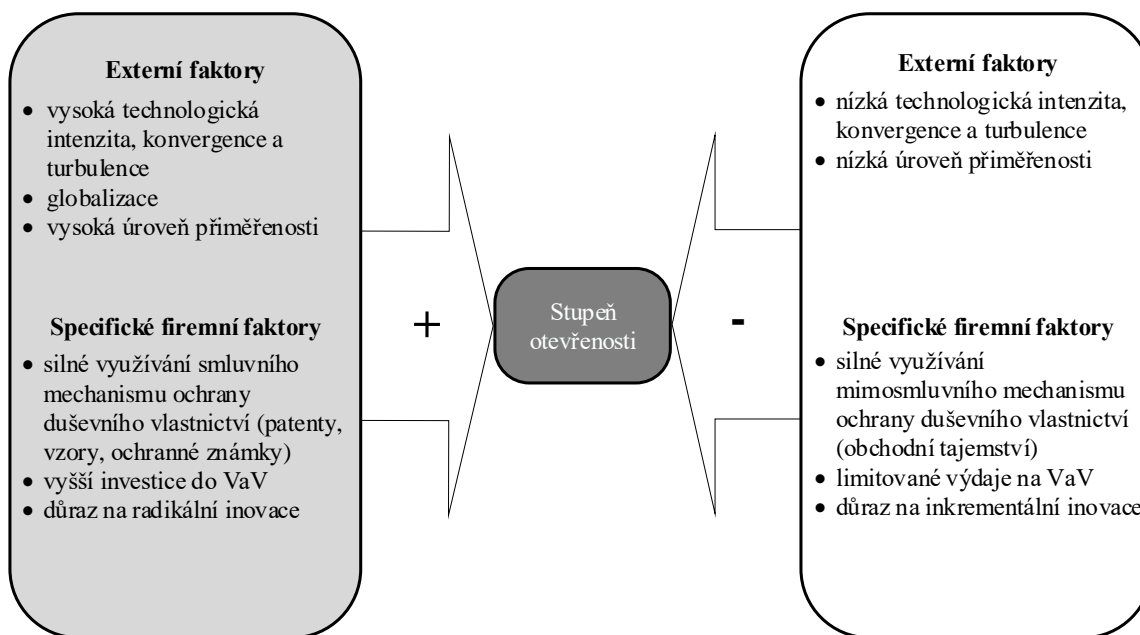 Externí faktory
• vysoká technologická
intenzita, konvergence a
turbulence
• globalizace
• vysoká úroveň přiměřenosti
Specifické firemní faktory
• silné využívání smluvního
mechanismu ochrany
duševního vlastnictví (patenty,
vzory, ochranné známky)
• vyšší investice do VaV
• důraz na radikální inovace
+
Stupeň
otevřenosti
-
Externí faktory
• nízká technologická intenzita,
konvergence a turbulence
• nízká úroveň přiměřenosti
Specifické firemní faktory
• silné využívání
mimosmluvního mechanismu
ochrany duševního vlastnictví
(obchodní tajemství)
• limitované výdaje na VaV
• důraz na inkrementální inovace